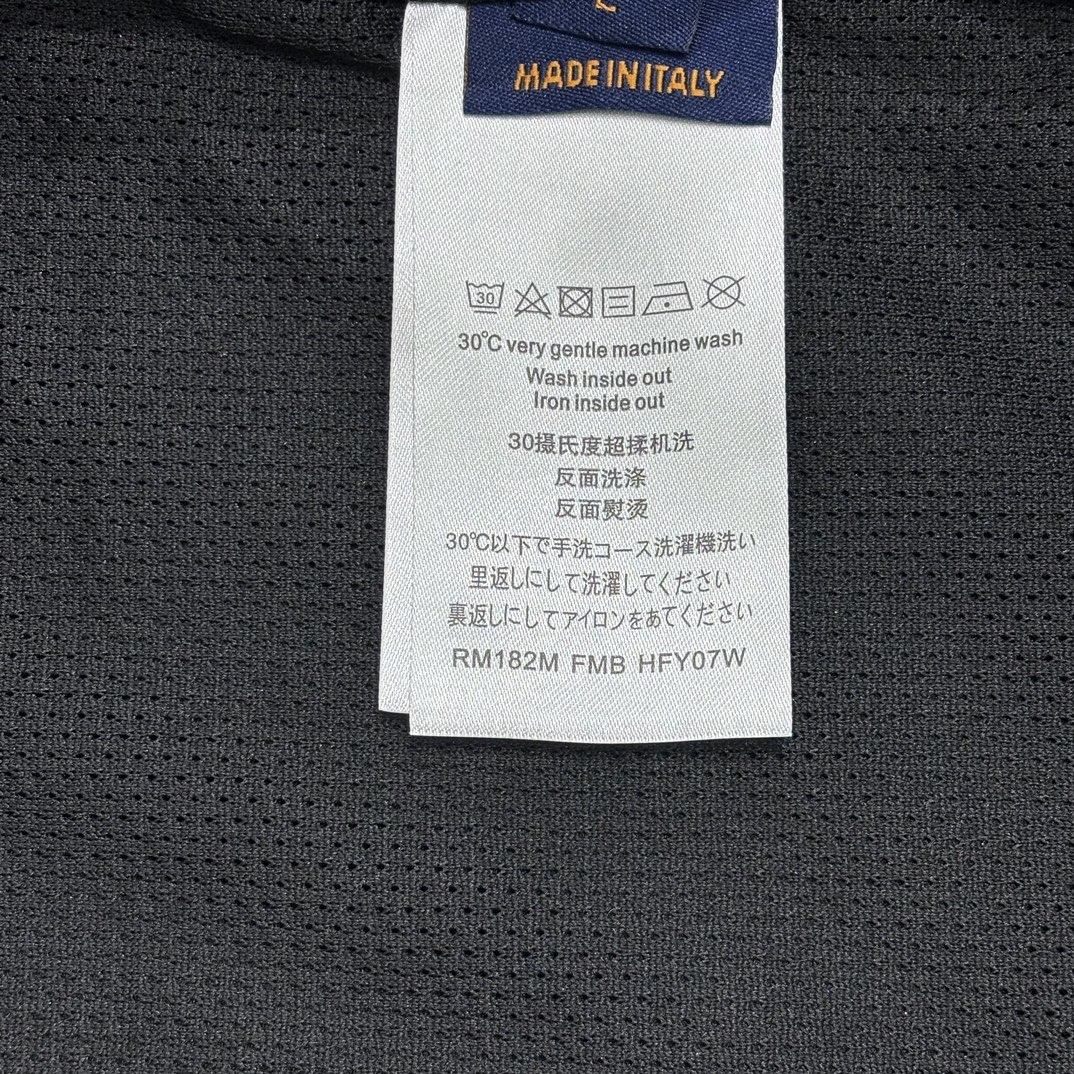 MADE IN ITALY
30
30℃ very gentle machine wash
Wash inside out
Iron inside out
30摄氏度超揉机洗
反面洗涤
反面熨烫
30℃以下で手洗コース洗濯機洗い
里返しにして洗濯してください
裏返しにしてアイロンをあてください
RM182M FMB HFY07W